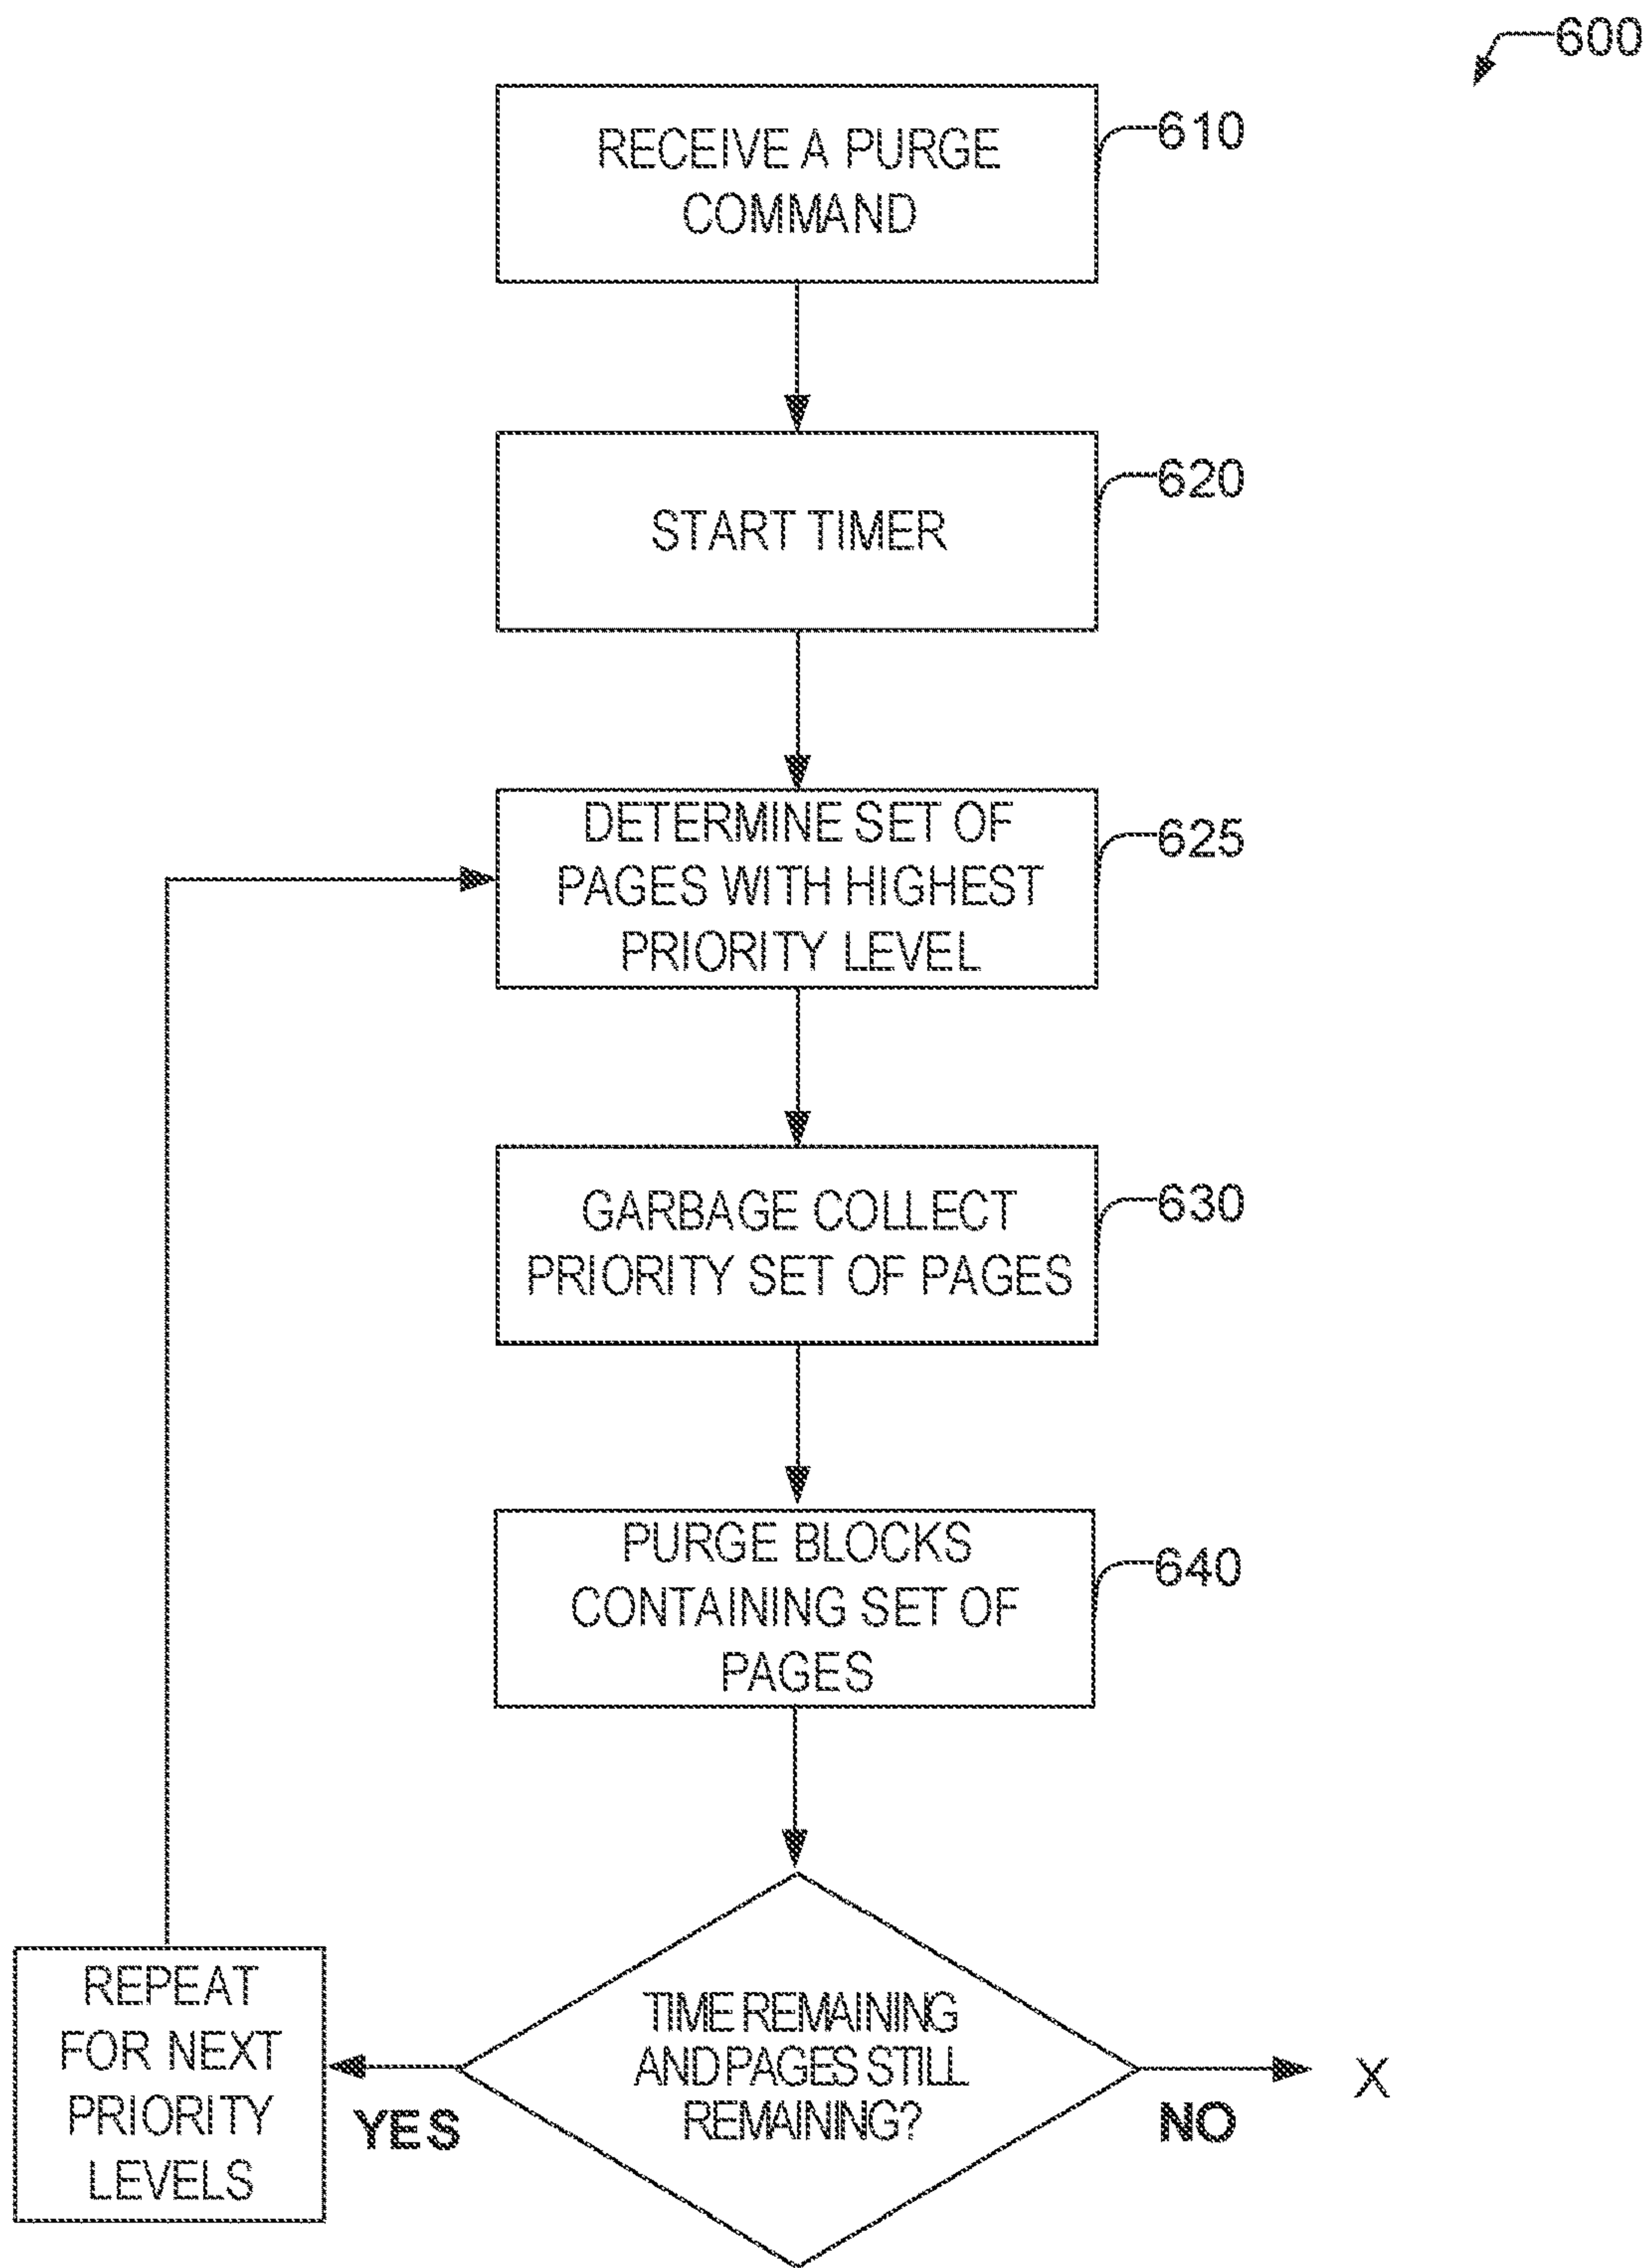 600
RECEIVE A PURGE
COMMAND
610
START TIMER
620
DETERMINE SET OF
PAGES WITH HIGHEST
PRIORITY LEVEL
625
GARBAGE COLLECT
PRIORITY SET OF PAGES
630
PURGE BLOCKS
CONTAINING SET OF
PAGES
640
TIME REMAINING
AND PAGES STILL
REMAINING?
YES
NO
X
REPEAT
FOR NEXT
PRIORITY
LEVELS